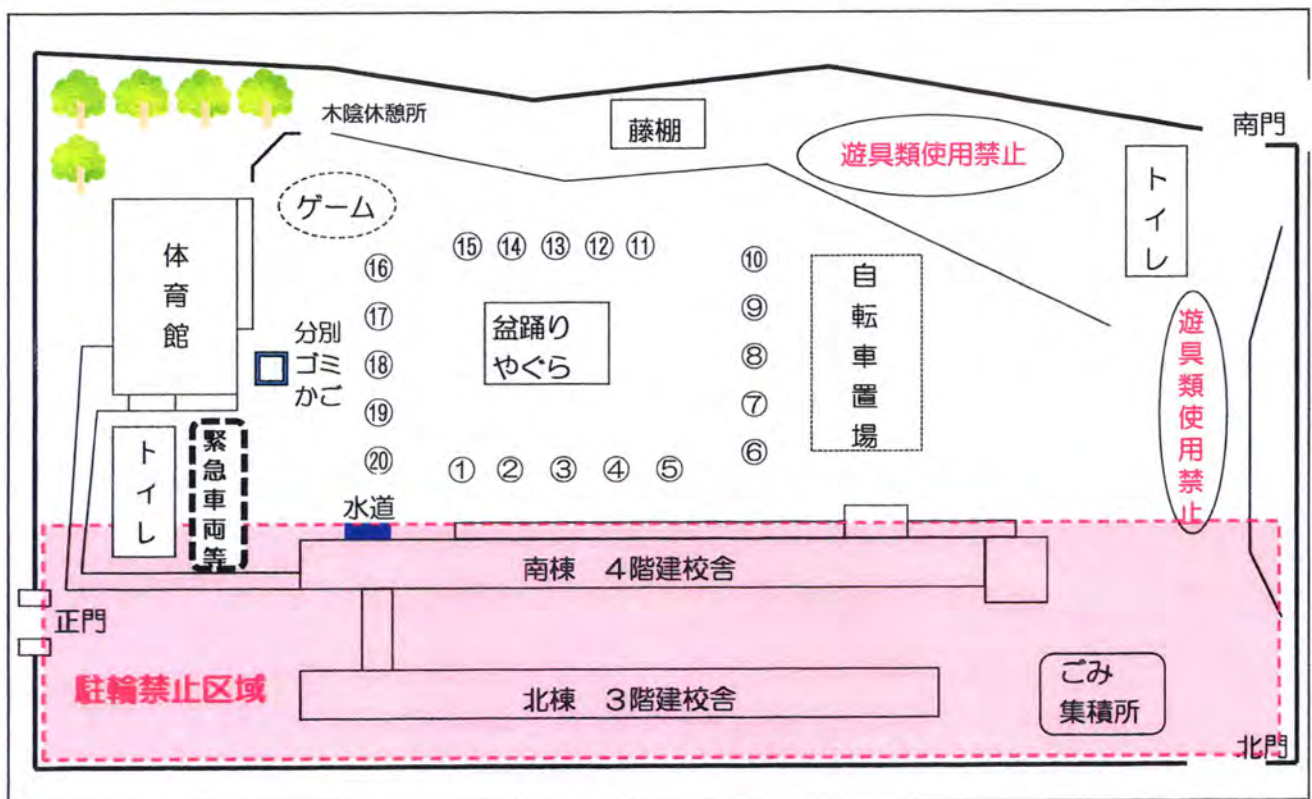 木陰休憩所
藤棚
遊具類使用禁止
南門
トイレ
ゲーム
体育館
⑮ ⑭ ⑬ ⑫ ⑪
⑯
⑰
⑱
⑲
⑳
⑩
⑨
⑧
⑦
⑥
自転車置場
遊具類使用禁止
分別
ゴミ
かご
盆踊り
やぐら
トイレ
緊急車両等
① ② ③ ④ ⑤
水道
南棟 4階建校舎
正門
駐輪禁止区域
北棟 3階建校舎
ごみ
集積所
北門